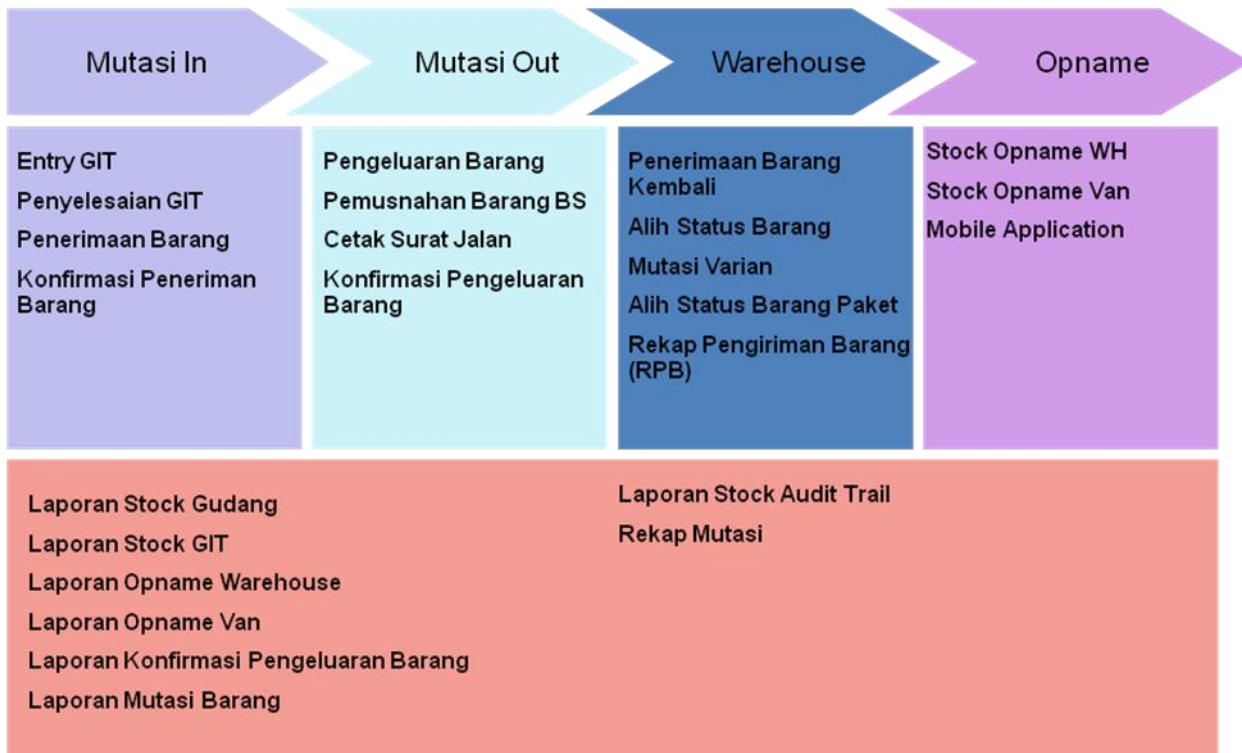 Mutasi In
Mutasi Out
Warehouse
Opname
Entry GIT
Penyelesaian GIT
Penerimaan Barang
Konfirmasi Peneriman
Barang
Pengeluaran Barang
Pemusnahan Barang BS
Cetak Surat Jalan
Konfirmasi Pengeluaran
Barang
Penerimaan Barang
Kembali
Alih Status Barang
Mutasi Varian
Alih Status Barang Paket
Rekap Pengiriman Barang
(RPB)
Stock Opname WH
Stock Opname Van
Mobile Application
Laporan Stock Gudang
Laporan Stock GIT
Laporan Opname Warehouse
Laporan Opname Van
Laporan Konfirmasi Pengeluaran Barang
Laporan Mutasi Barang
Laporan Stock Audit Trail
Rekap Mutasi